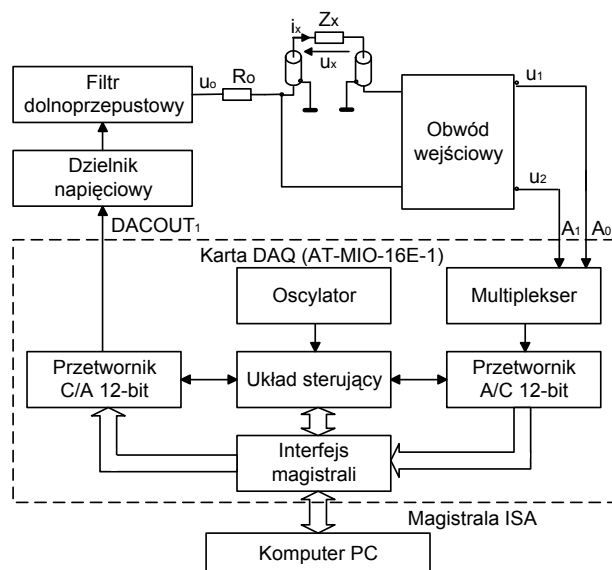 ix
Zx
ux
Filtr
dolnoprzepustowy
uo
Ro
u1
Obwód
wejściowy
Dzielnik
napięciowy
u2
DACOUT1
A1
A0
Karta DAQ (AT-MIO-16E-1)
Oscylator
Multiplekser
Przetwornik
C/A 12-bit
Układ sterujący
Przetwornik
A/C 12-bit
Interfejs
magistrali
Magistrala ISA
Komputer PC